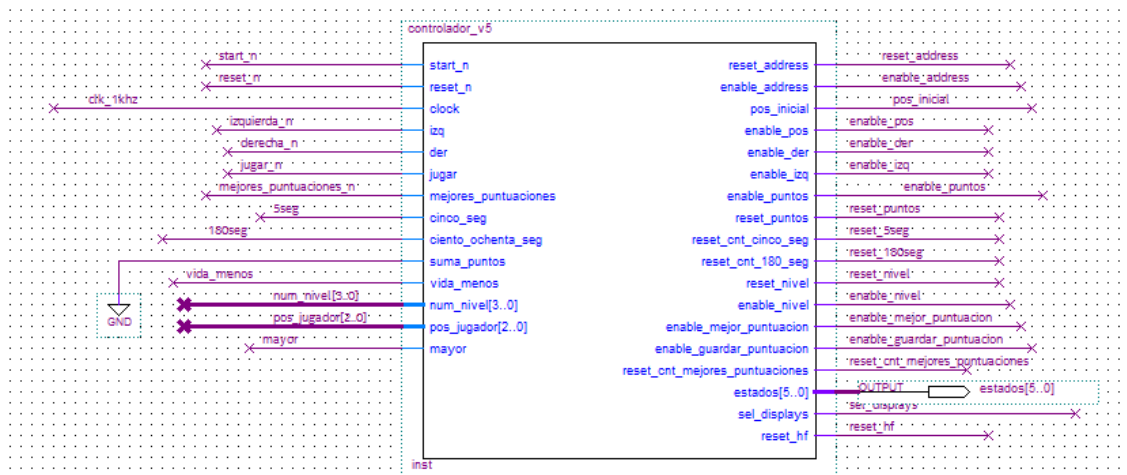 controlador_v5
start_n start_n reset_address reset_address
reset_n reset_n enable_address enable_address
clk_1khz clock pos_inicial pos_inicial
izquierda_n izq enable_pos enable_pos
derecha_n der enable_der enable_der
jugar_n jugar enable_izq enable_izq
mejores_puntuaciones_n mejores_puntuaciones enable_puntos enable_puntos
5seg cinco_seg reset_puntos reset_puntos
180seg ciento_ochenta_seg reset_cnt_cinco_seg reset_5seg
suma_puntos reset_cnt_180_seg reset_180seg
vida_menos vida_menos reset_nivel reset_nivel
num_nivel[3..0] num_nivel[3..0] enable_nivel enable_nivel
GND pos_jugador[2..0] pos_jugador[2..0] enable_mejor_puntuacion enable_mejor_puntuacion
mayor mayor enable_guardar_puntuacion enable_guardar_puntuacion
reset_cnt_mejores_puntuaciones reset_cnt_mejores_puntuaciones
estados[5..0] OUTPUT estados[5..0]
sel_displays sel_displays
reset_hf reset_hf
inst